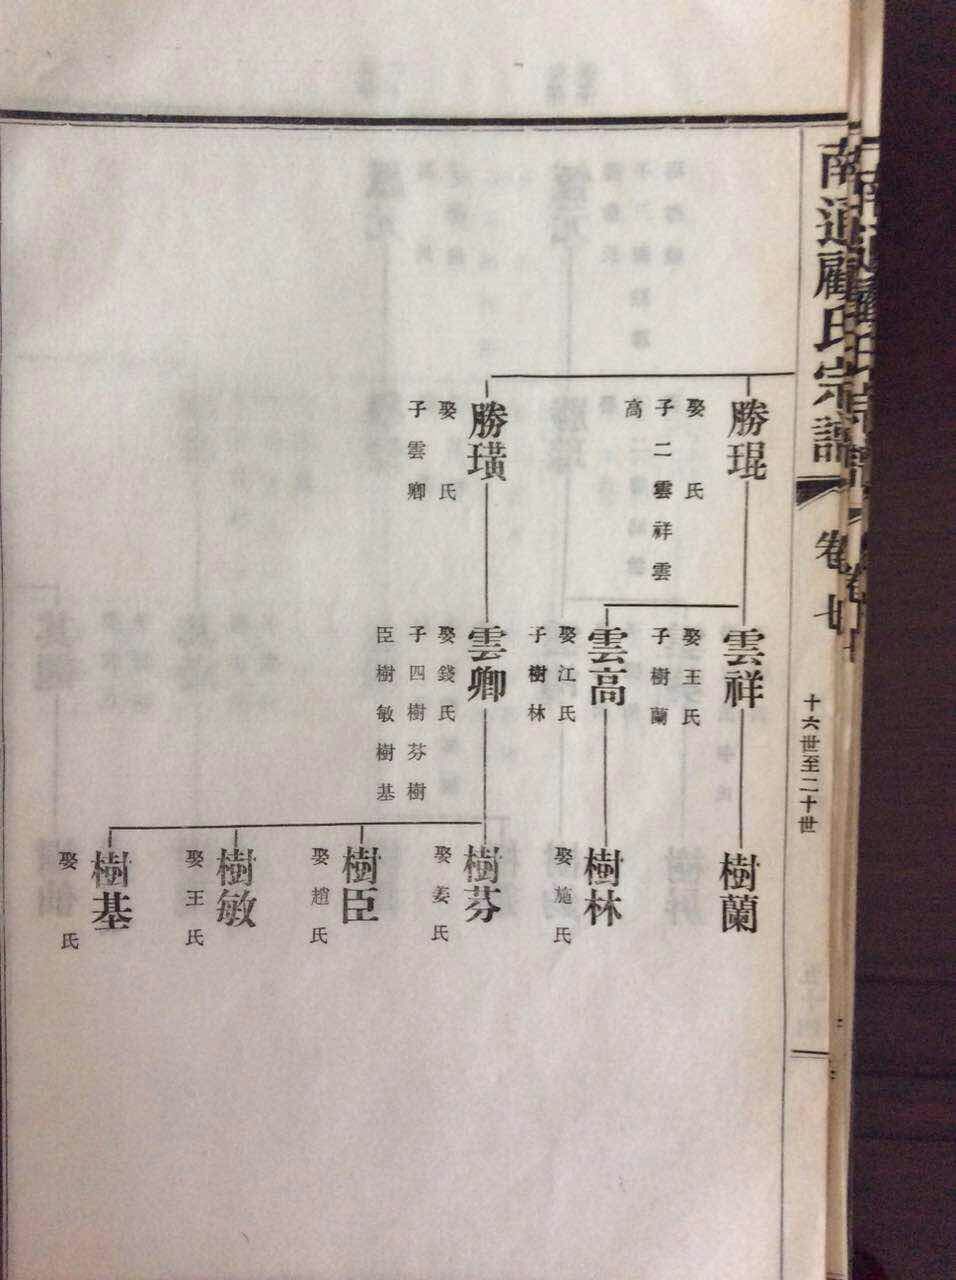 南通顧氏宗譜
卷七
十六世至二十世
勝琨
娶 氏
子二雲祥雲
高
勝璜
娶 氏
子雲卿
雲祥
娶王氏
子樹蘭
雲高
娶江氏
子樹林
雲卿
娶錢氏
子四樹芬樹
臣樹敏樹基
樹蘭
樹林
娶施氏
樹芬
娶姜氏
樹臣
娶趙氏
樹敏
娶王氏
樹基
娶 氏